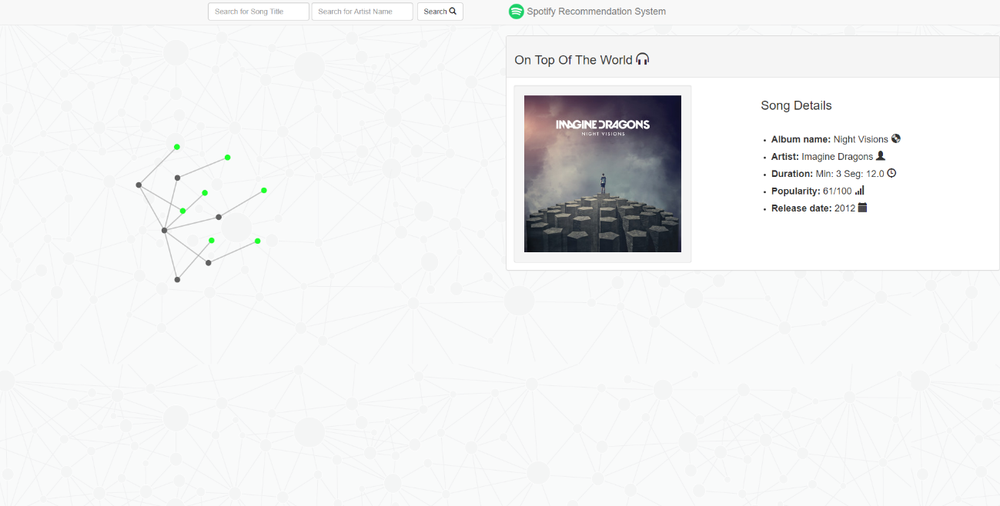 Search for Song Title
Search for Artist Name
Search
Spotify Recommendation System
On Top Of The World
IMAGINE DRAGONS
NIGHT VISIONS
Song Details
Album name: Night Visions
Artist: Imagine Dragons
Duration: Min: 3 Seg: 12.0
Popularity: 61/100
Release date: 2012